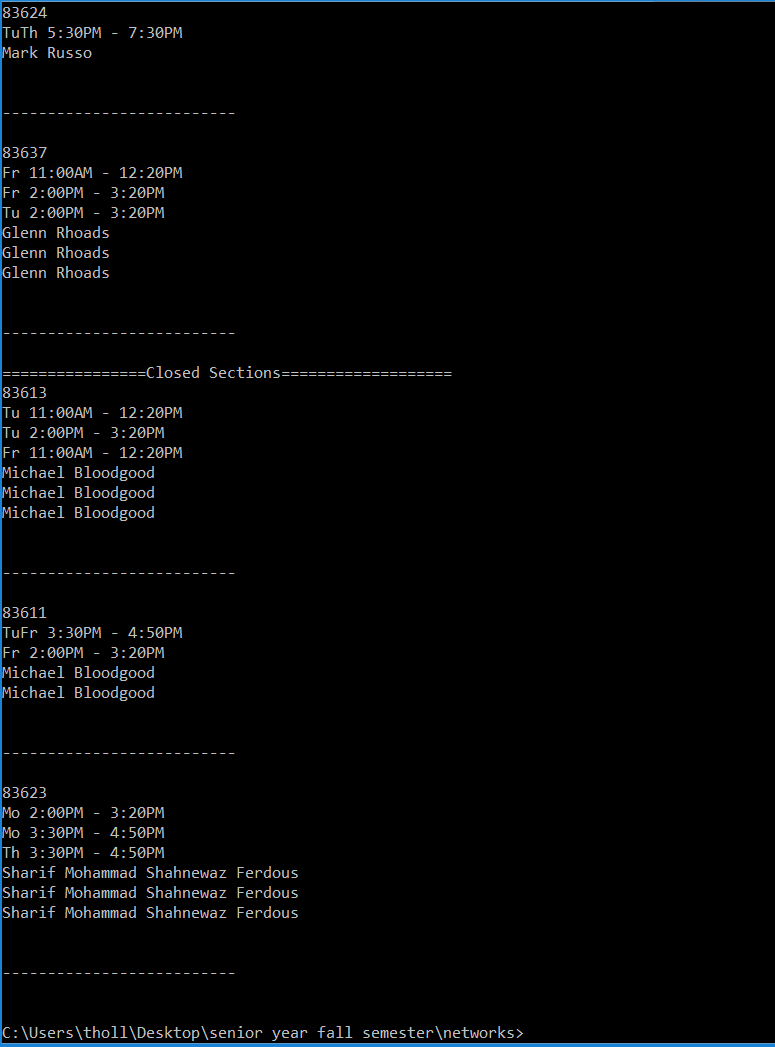 83624
TuTh 5:30PM - 7:30PM
Mark Russo
--------------------------
83637
Fr 11:00AM - 12:20PM
Fr 2:00PM - 3:20PM
Tu 2:00PM - 3:20PM
Glenn Rhoads
Glenn Rhoads
Glenn Rhoads
--------------------------
================Closed Sections===================
83613
Tu 11:00AM - 12:20PM
Tu 2:00PM - 3:20PM
Fr 11:00AM - 12:20PM
Michael Bloodgood
Michael Bloodgood
Michael Bloodgood
--------------------------
83611
TuFr 3:30PM - 4:50PM
Fr 2:00PM - 3:20PM
Michael Bloodgood
Michael Bloodgood
--------------------------
83623
Mo 2:00PM - 3:20PM
Mo 3:30PM - 4:50PM
Th 3:30PM - 4:50PM
Sharif Mohammad Shahnewaz Ferdous
Sharif Mohammad Shahnewaz Ferdous
Sharif Mohammad Shahnewaz Ferdous
--------------------------
C:\Users\tholl\Desktop\senior year fall semester\networks>